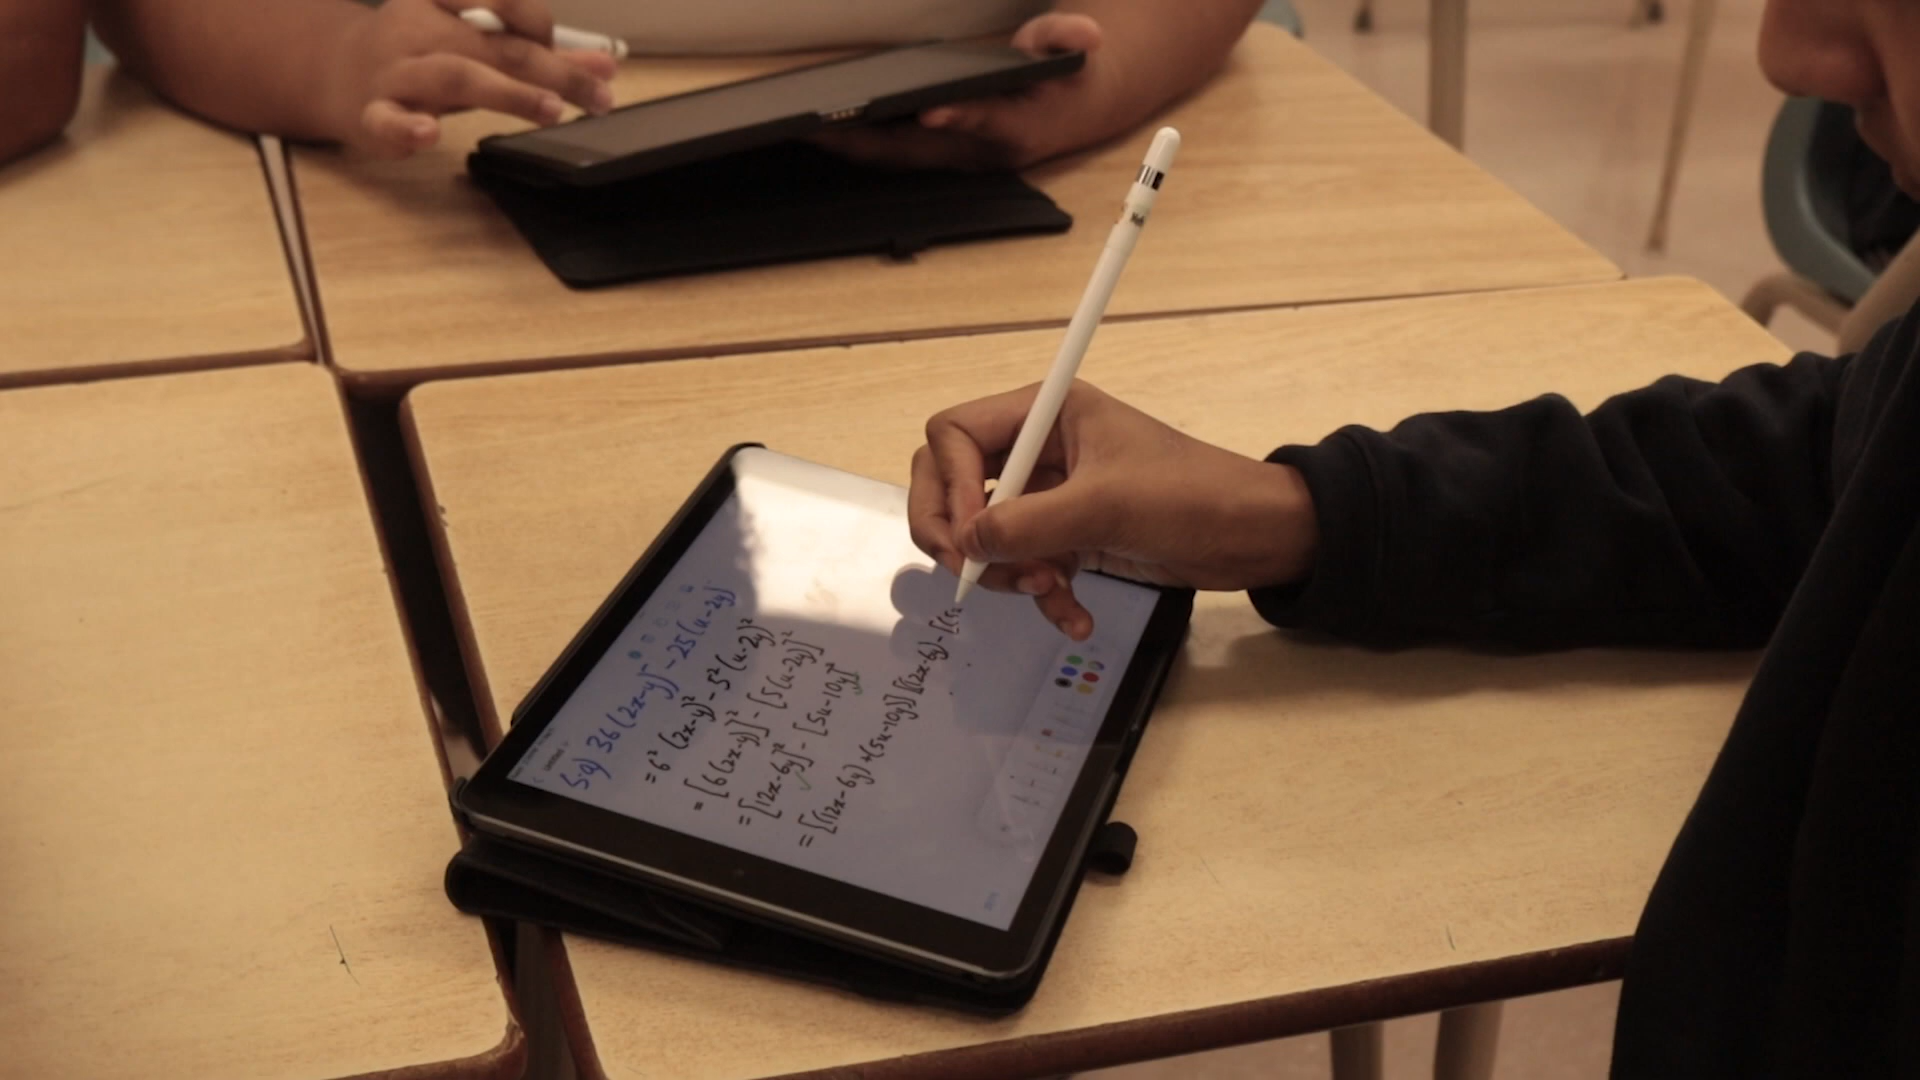 5.a) 36(2x-y)² - 25(u-2y)²
= 6²(2x-y)² - 5²(u-2y)²
= [6(2x-y)]² - [5(u-2y)]²
= [12x-6y]² - [5u-10y]²
= [(12x-6y)+(5u-10y)][(12x-6y)-[(5